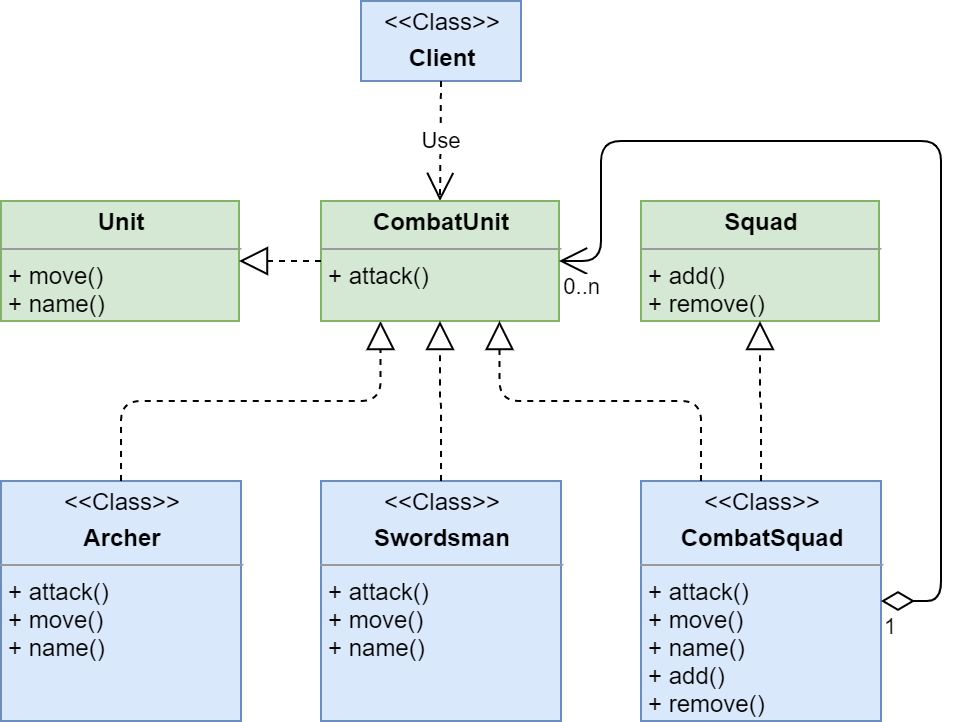 <<Class>>
Client
Use
Unit
+ move()
+ name()
CombatUnit
+ attack()
0..n
Squad
+ add()
+ remove()
<<Class>>
Archer
+ attack()
+ move()
+ name()
<<Class>>
Swordsman
+ attack()
+ move()
+ name()
<<Class>>
CombatSquad
+ attack()
+ move()
+ name()
+ add()
+ remove()
1